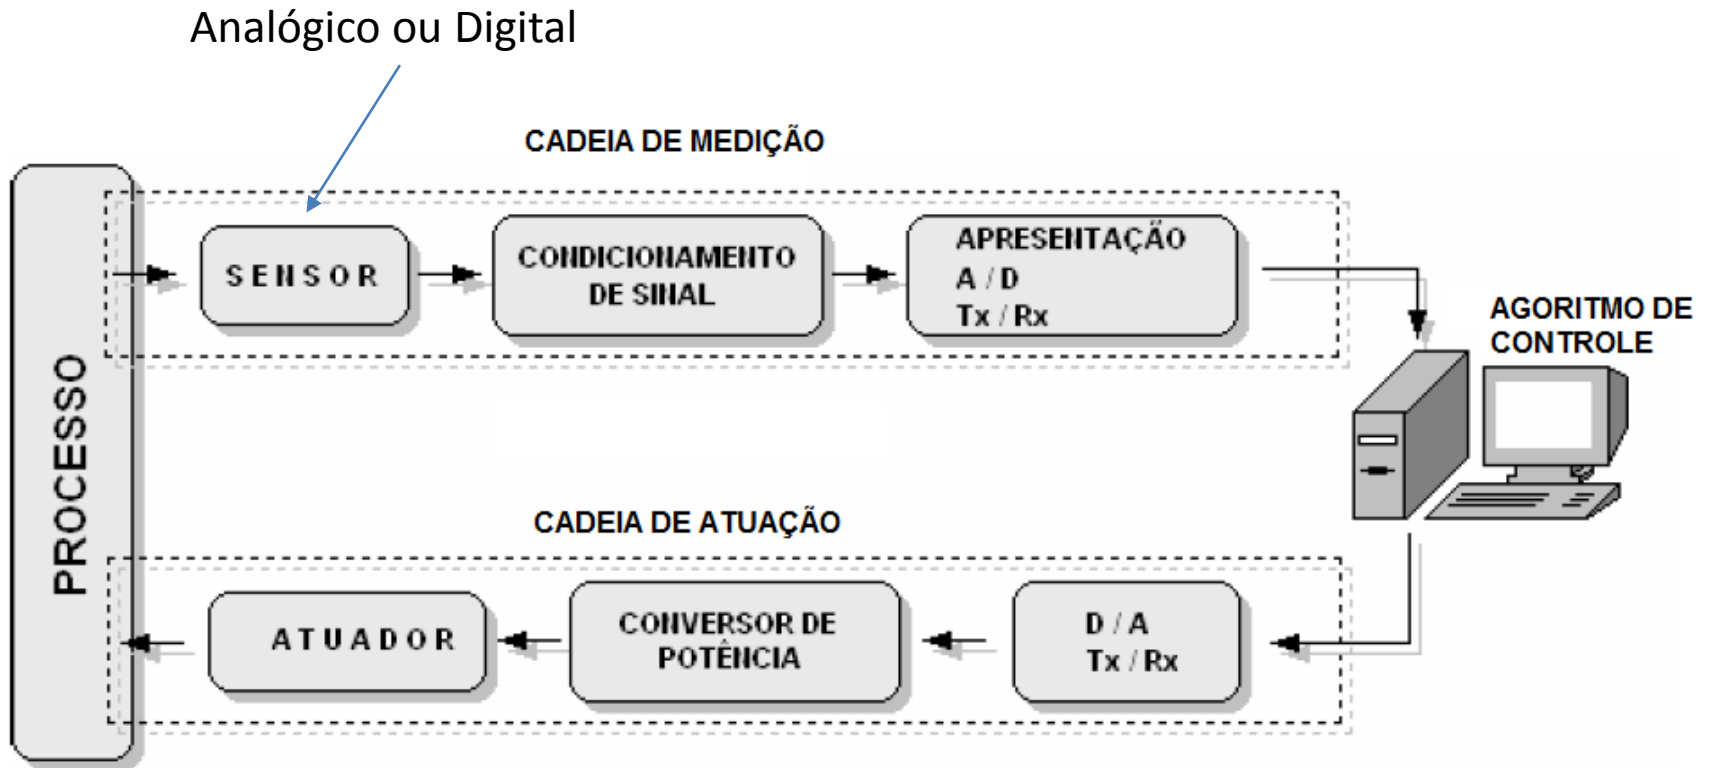 Analógico ou Digital
CADEIA DE MEDIÇÃO
PROCESSO
SENSOR
CONDICIONAMENTO
DE SINAL
APRESENTAÇÃO
A / D
Tx / Rx
AGORITMO DE
CONTROLE
CADEIA DE ATUAÇÃO
ATUADOR
CONVERSOR DE
POTÊNCIA
D / A
Tx / Rx